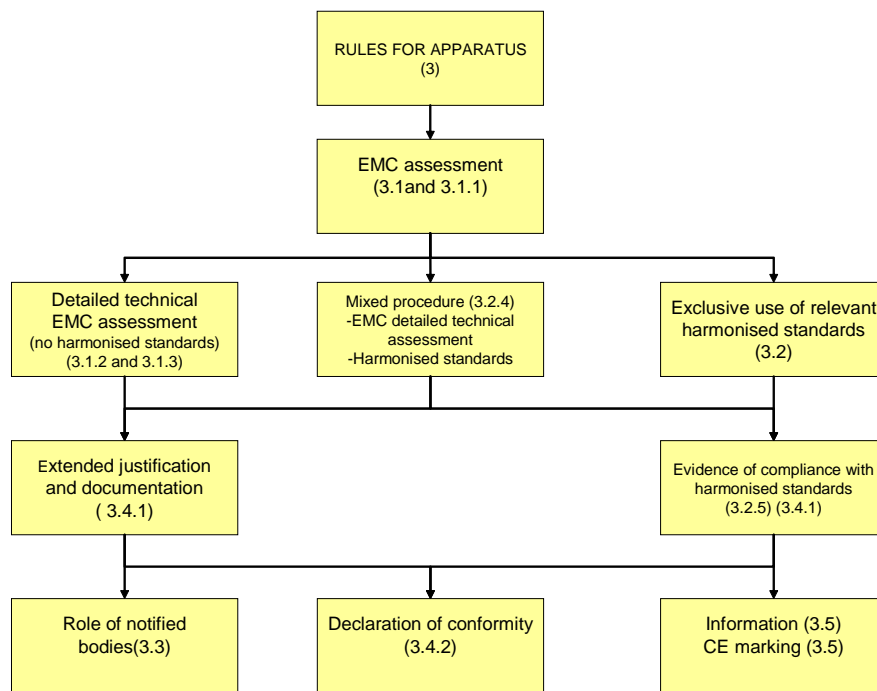 RULES FOR APPARATUS
(3)
EMC assessment
(3.1and 3.1.1)
Detailed technical
EMC assessment
(no harmonised standards)
(3.1.2 and 3.1.3)
Mixed procedure (3.2.4)
-EMC detailed technical
assessment
-Harmonised standards
Exclusive use of relevant
harmonised standards
(3.2)
Extended justification
and documentation
( 3.4.1)
Evidence of compliance with
harmonised standards
(3.2.5) (3.4.1)
Role of notified
bodies(3.3)
Declaration of conformity
(3.4.2)
Information (3.5)
CE marking (3.5)